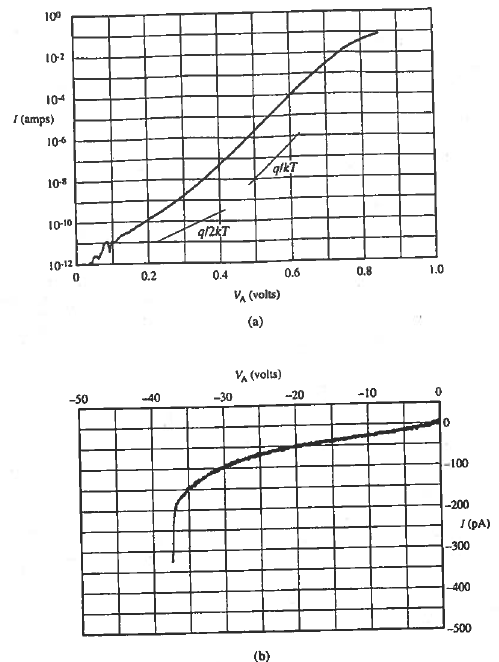 10⁰
10⁻²
10⁻⁴
I (amps)
10⁻⁶
q/kT
10⁻⁸
10⁻¹⁰
q/2kT
10⁻¹²
0 0.2 0.4 0.6 0.8 1.0
V_A (volts)
(a)
V_A (volts)
–50 –40 –30 –20 –10 0
0
–100
–200
I (pA)
–300
–400
–500
(b)